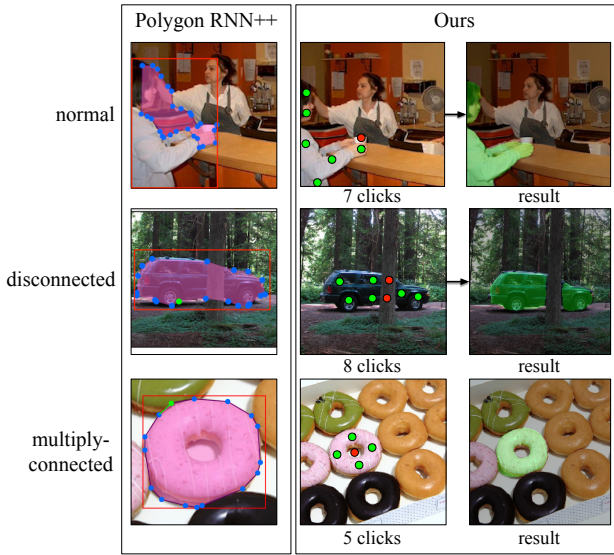 Polygon RNN++
Ours
normal
7 clicks
result
disconnected
8 clicks
result
multiply-
connected
5 clicks
result